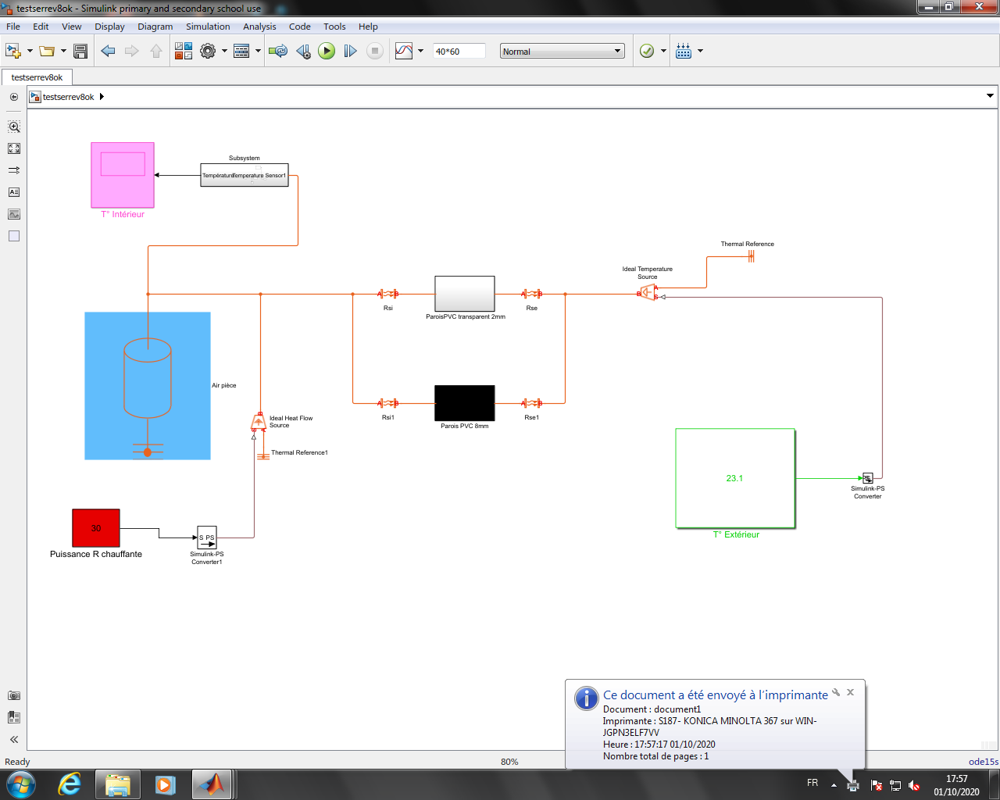 testserrev8ok - Simulink primary and secondary school use
File Edit View Display Diagram Simulation Analysis Code Tools Help
40*60
Normal
testserrev8ok
testserrev8ok
Subsystem
Temperature Sensor1
T° Intérieur
Thermal Reference
Ideal Temperature
Source
A
B
S
A B
Rsi
ParoisPVC transparent 2mm
A B
Rse
Air pièce
A B
Rsi1
Parois PVC 8mm
A B
Rse1
B
Ideal Heat Flow
Source
S A
Thermal Reference1
23.1
T° Extérieur
Simulink-PS
Converter
30
Puissance R chauffante
S PS
Simulink-PS
Converter1
Ce document a été envoyé à l'imprimante
Document : document1
Imprimante : S187- KONICA MINOLTA 367 sur WIN-
JGPN3ELF7VV
Heure : 17:57:17 01/10/2020
Nombre total de pages : 1
Ready
80%
ode15s
FR
17:57
01/10/2020